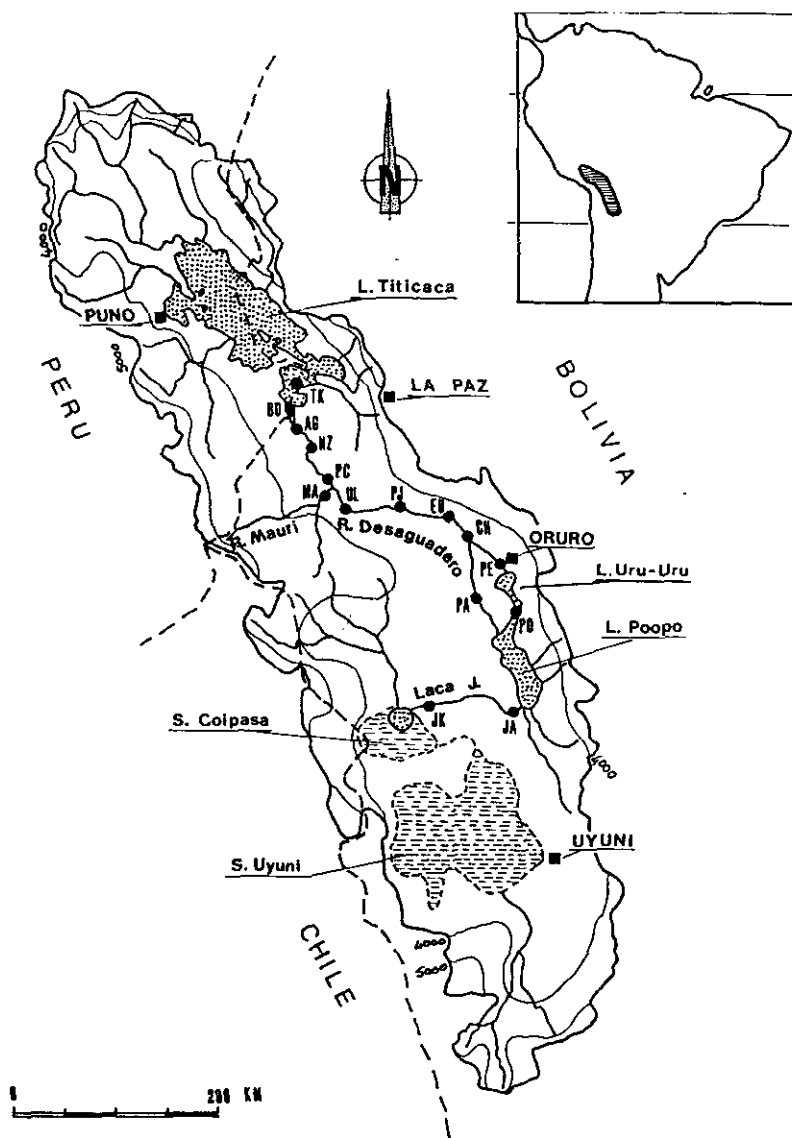 N
0
L. Titicaca
PUNO
4000
5000
PERU
LA PAZ
BOLIVIA
TK
BD
AG
NZ
PC
MA
UL
PJ
EU
CH
R. Mauri
R. Desaguadero
ORURO
PE
L. Uru-Uru
PA
PO
L. Poopo
Laca J.
JK
JA
S. Coipasa
4000
S. Uyuni
UYUNI
CHILE
4000
5000
0
200 KM